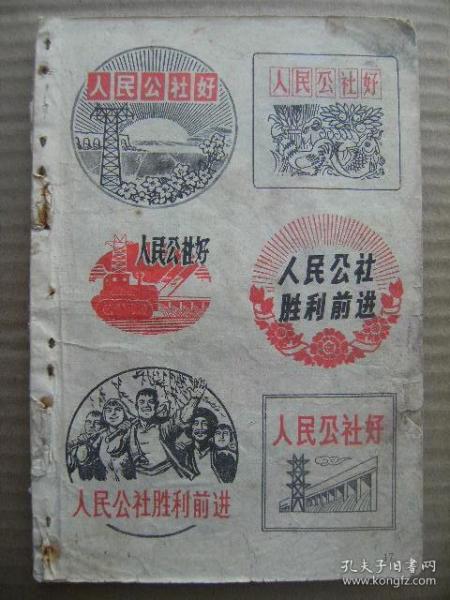 人民公社好
人民公社好
人民公社好
人民公社
胜利前进
人民公社胜利前进
人民公社好
17
孔夫子旧书网
www.kongfz.com